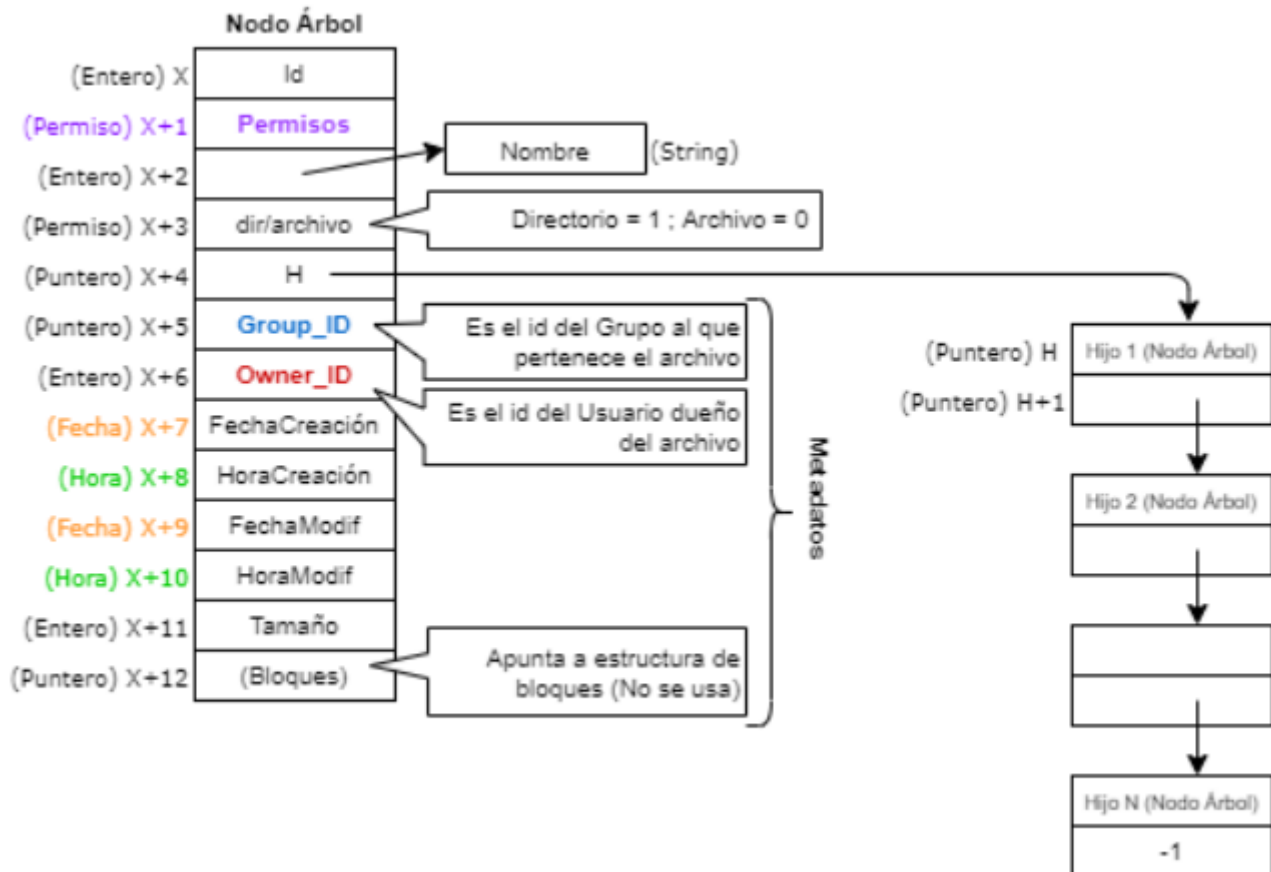 Nodo Árbol
(Entero) X
Id
(Permiso) X+1
Permisos
(Entero) X+2
Nombre
(String)
(Permiso) X+3
dir/archivo
Directorio = 1 ; Archivo = 0
(Puntero) X+4
H
(Puntero) X+5
Group_ID
Es el id del Grupo al que
pertenece el archivo
(Entero) X+6
Owner_ID
Es el id del Usuario dueño
del archivo
(Fecha) X+7
FechaCreación
(Hora) X+8
HoraCreación
(Fecha) X+9
FechaModif
(Hora) X+10
HoraModif
(Entero) X+11
Tamaño
(Puntero) X+12
(Bloques)
Apunta a estructura de
bloques (No se usa)
Metadatos
(Puntero) H
Hijo 1 (Nodo Árbol)
(Puntero) H+1
Hijo 2 (Nodo Árbol)
Hijo N (Nodo Árbol)
-1